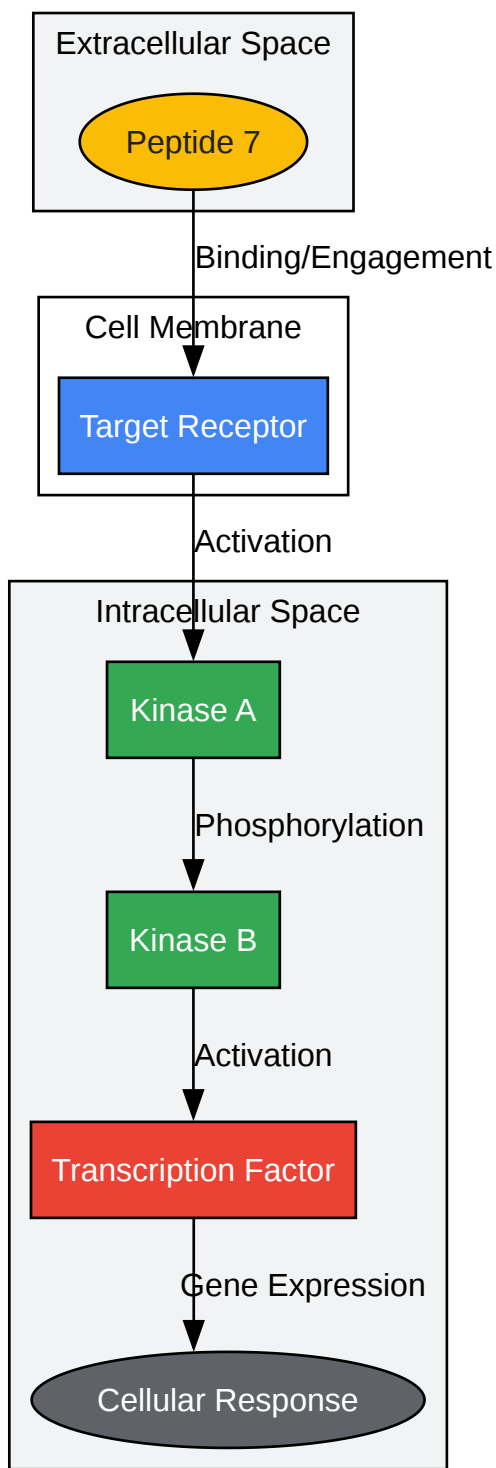 Extracellular Space
Peptide 7
Binding/Engagement
Cell Membrane
Target Receptor
Activation
Intracellular Space
Kinase A
Phosphorylation
Kinase B
Activation
Transcription Factor
Gene Expression
Cellular Response